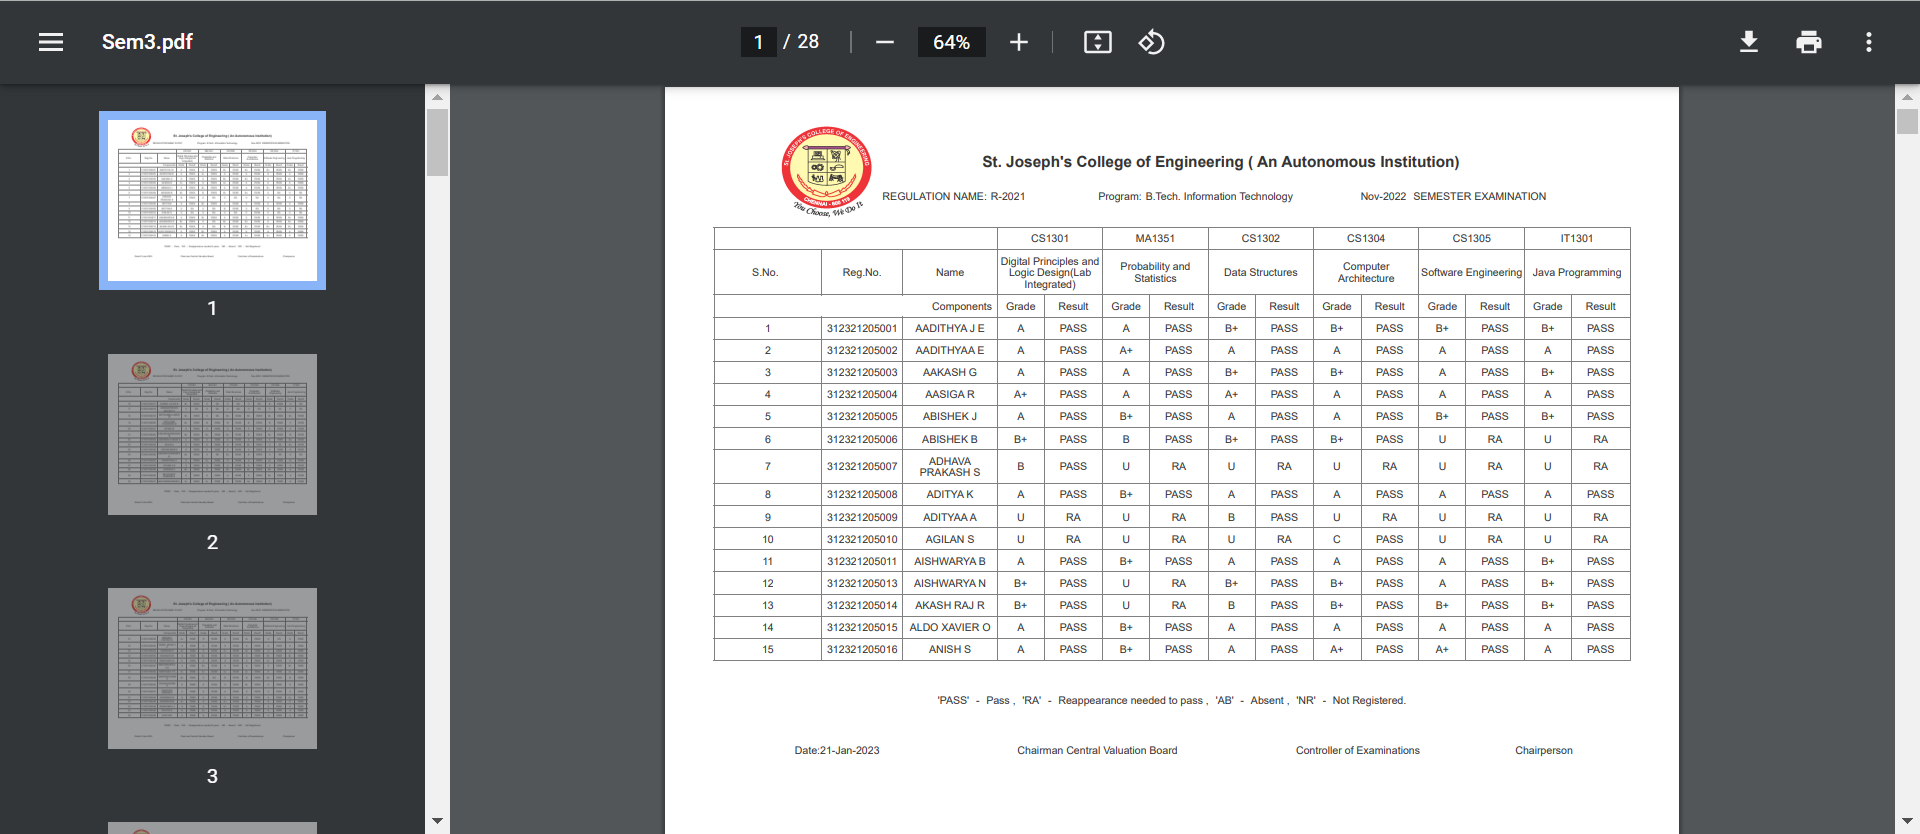 Sem3.pdf
1 / 28
64%
1
2
3
ST. JOSEPH'S COLLEGE OF ENGINEERING
CHENNAI - 600 119
You Choose, We Do It
St. Joseph's College of Engineering ( An Autonomous Institution)
REGULATION NAME: R-2021 Program: B.Tech. Information Technology Nov-2022 SEMESTER EXAMINATION
CS1301 MA1351 CS1302 CS1304 CS1305 IT1301
S.No. Reg.No. Name Digital Principles and Logic Design(Lab Integrated) Probability and Statistics Data Structures Computer Architecture Software Engineering Java Programming
Components Grade Result Grade Result Grade Result Grade Result Grade Result Grade Result
1 312321205001 AADITHYA J E A PASS A PASS B+ PASS B+ PASS B+ PASS B+ PASS
2 312321205002 AADITHYAA E A PASS A+ PASS A PASS A PASS A PASS A PASS
3 312321205003 AAKASH G A PASS A PASS B+ PASS B+ PASS A PASS B+ PASS
4 312321205004 AASIGA R A+ PASS A PASS A+ PASS A PASS A PASS A PASS
5 312321205005 ABISHEK J A PASS B+ PASS A PASS A PASS B+ PASS B+ PASS
6 312321205006 ABISHEK B B+ PASS B PASS B+ PASS B+ PASS U RA U RA
7 312321205007 ADHAVA PRAKASH S B PASS U RA U RA U RA U RA U RA
8 312321205008 ADITYA K A PASS B+ PASS A PASS A PASS A PASS A PASS
9 312321205009 ADITYAA A U RA U RA B PASS U RA U RA U RA
10 312321205010 AGILAN S U RA U RA U RA C PASS U RA U RA
11 312321205011 AISHWARYA B A PASS B+ PASS A PASS A PASS A PASS B+ PASS
12 312321205013 AISHWARYA N B+ PASS U RA B+ PASS B+ PASS A PASS B+ PASS
13 312321205014 AKASH RAJ R B+ PASS U RA B PASS B+ PASS B+ PASS B+ PASS
14 312321205015 ALDO XAVIER O A PASS B+ PASS A PASS A PASS A PASS A PASS
15 312321205016 ANISH S A PASS B+ PASS A PASS A+ PASS A+ PASS A PASS
'PASS' - Pass , 'RA' - Reappearance needed to pass , 'AB' - Absent , 'NR' - Not Registered.
Date:21-Jan-2023 Chairman Central Valuation Board Controller of Examinations Chairperson